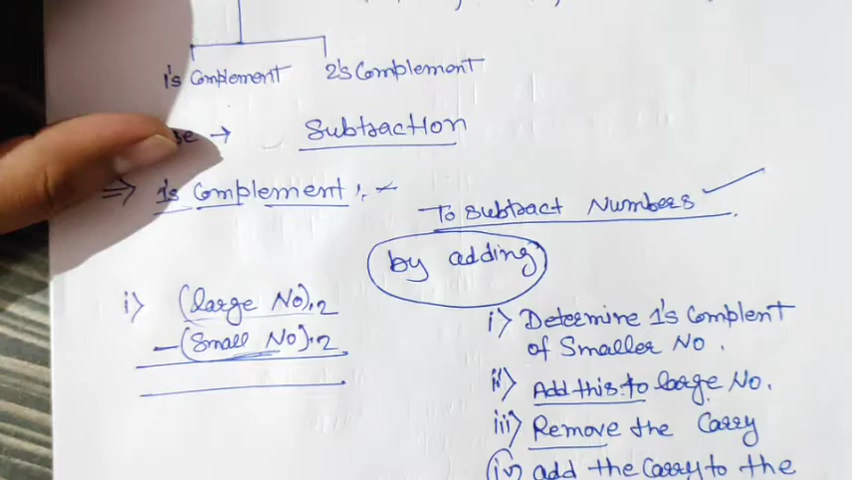 1's Complement 2's Complement
→ Subtraction
⇒ 1's Complement :-
To subtract Numbers
by adding
i) (large No).2
-(Small No).2
i) Determine 1's Complent
of Smaller No.
ii) Add this to large No.
iii) Remove the Carry
iv) add the Carry to the